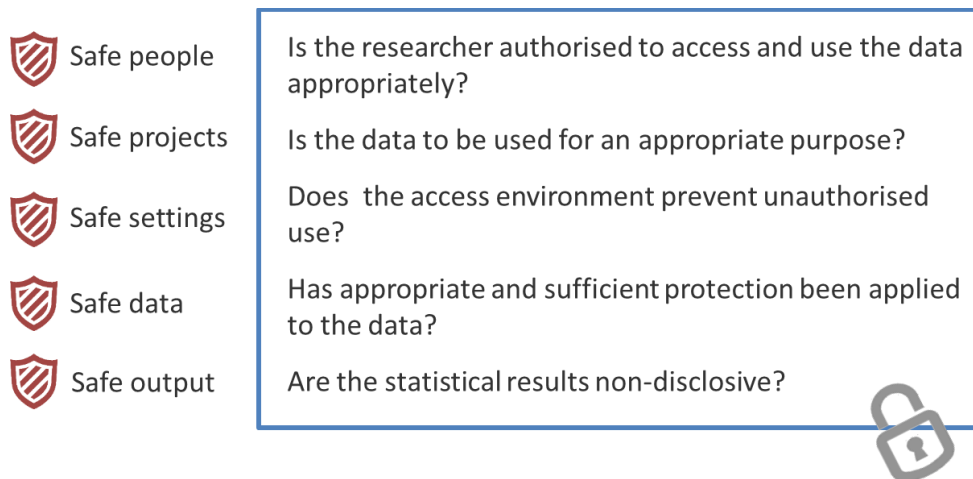 Safe people
Is the researcher authorised to access and use the data
appropriately?
Safe projects
Is the data to be used for an appropriate purpose?
Safe settings
Does  the access environment prevent unauthorised
use?
Safe data
Has appropriate and sufficient protection been applied
to the data?
Safe output
Are the statistical results non-disclosive?